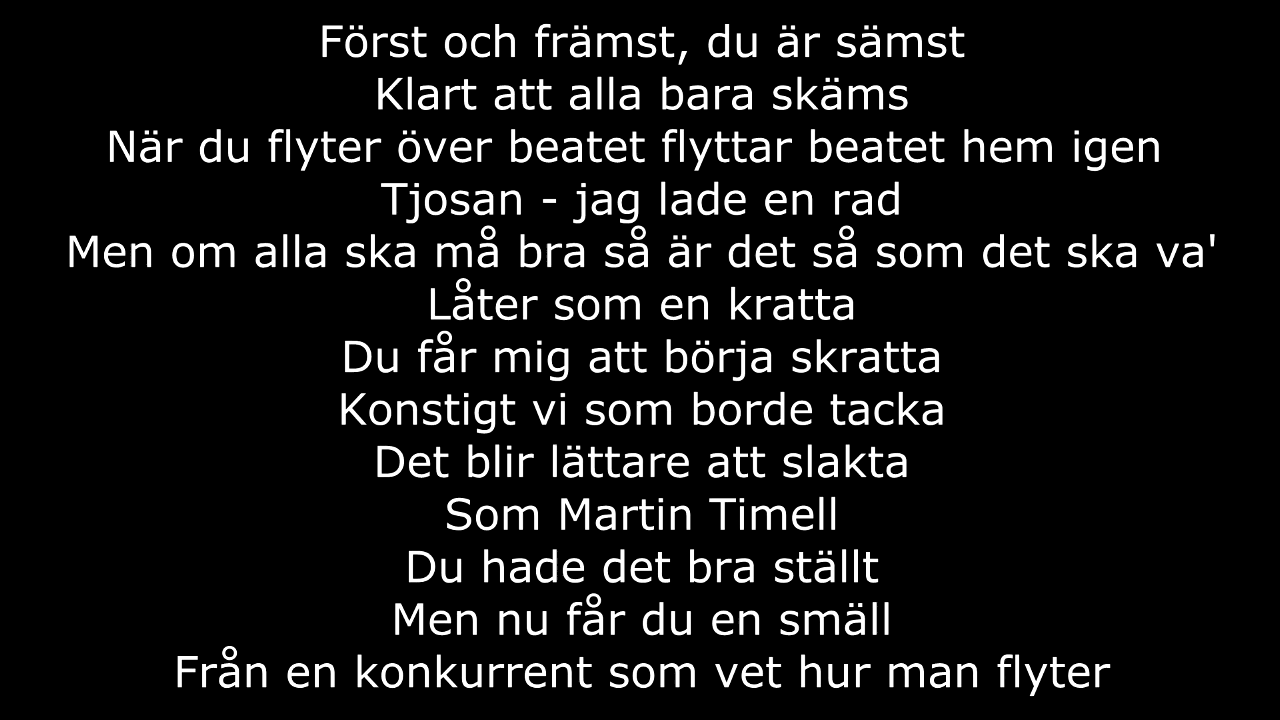 Först och främst, du är sämst
Klart att alla bara skäms
När du flyter över beatet flyttar beatet hem igen
Tjosan - jag lade en rad
Men om alla ska må bra så är det så som det ska va'
Låter som en kratta
Du får mig att börja skratta
Konstigt vi som borde tacka
Det blir lättare att slakta
Som Martin Timell
Du hade det bra ställt
Men nu får du en smäll
Från en konkurrent som vet hur man flyter